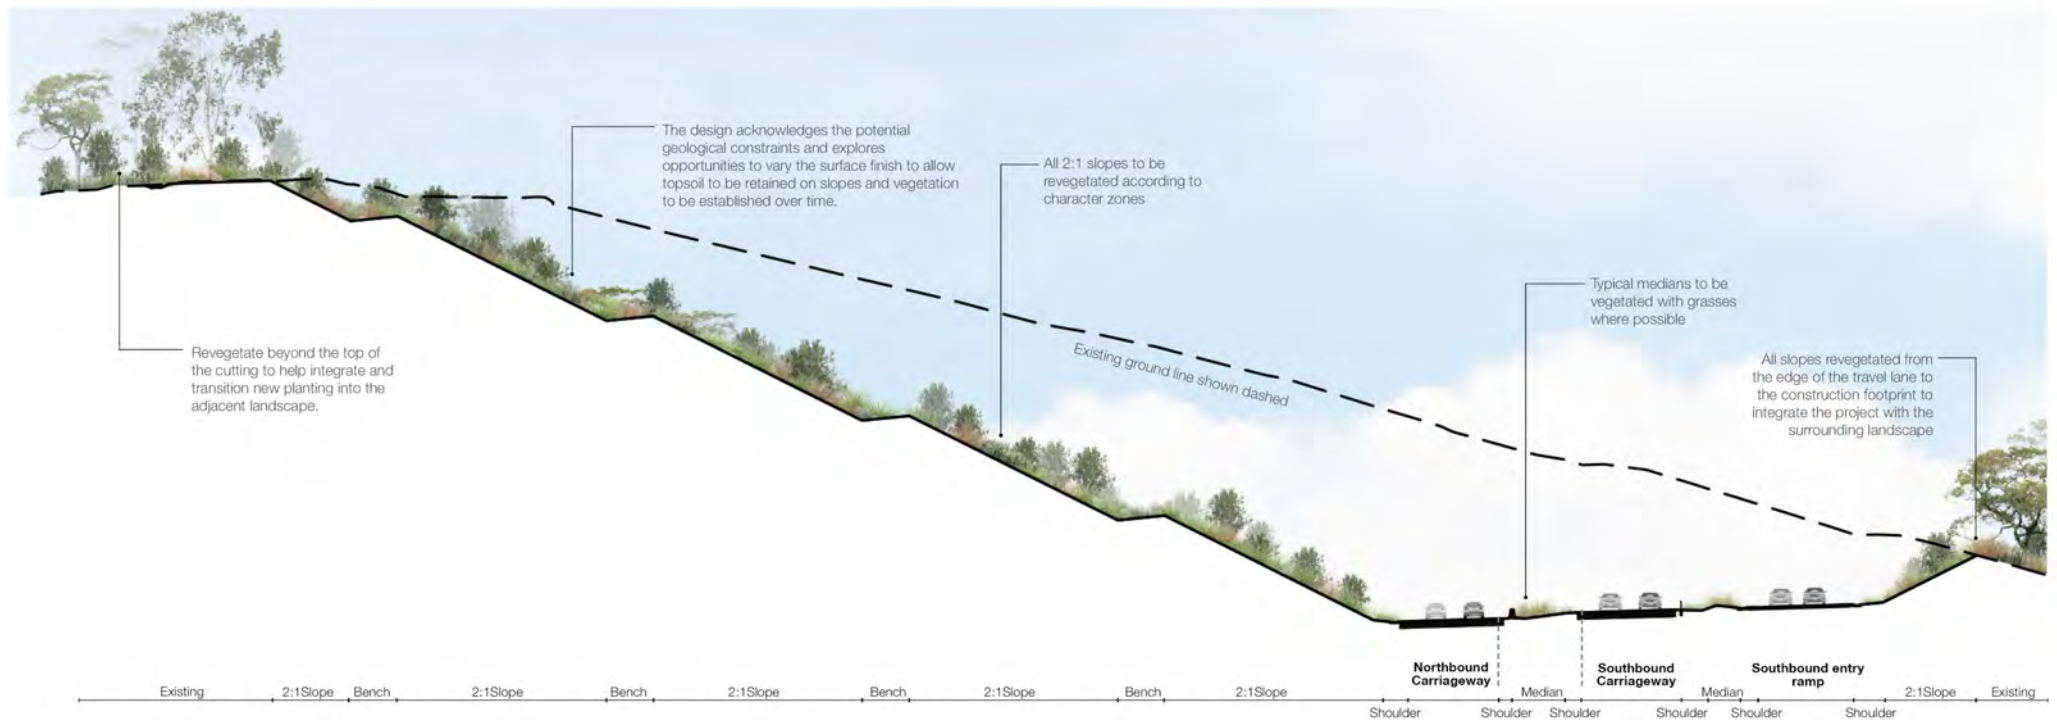 The design acknowledges the potential
geological constraints and explores
opportunities to vary the surface finish to allow
topsoil to be retained on slopes and vegetation
to be established over time.
All 2:1 slopes to be
revegetated according to
character zones
Typical medians to be
vegetated with grasses
where possible
Revegetate beyond the top of
the cutting to help integrate and
transition new planting into the
adjacent landscape.
Existing ground line shown dashed
All slopes revegetated from
the edge of the travel lane to
the construction footprint to
integrate the project with the
surrounding landscape
Northbound
Carriageway
Southbound
Carriageway
Southbound entry
ramp
Existing
2:1Slope
Bench
2:1Slope
Bench
2:1Slope
Bench
2:1Slope
Bench
2:1Slope
Median
Median
2:1Slope
Existing
Shoulder
Shoulder
Shoulder
Shoulder
Shoulder
Shoulder